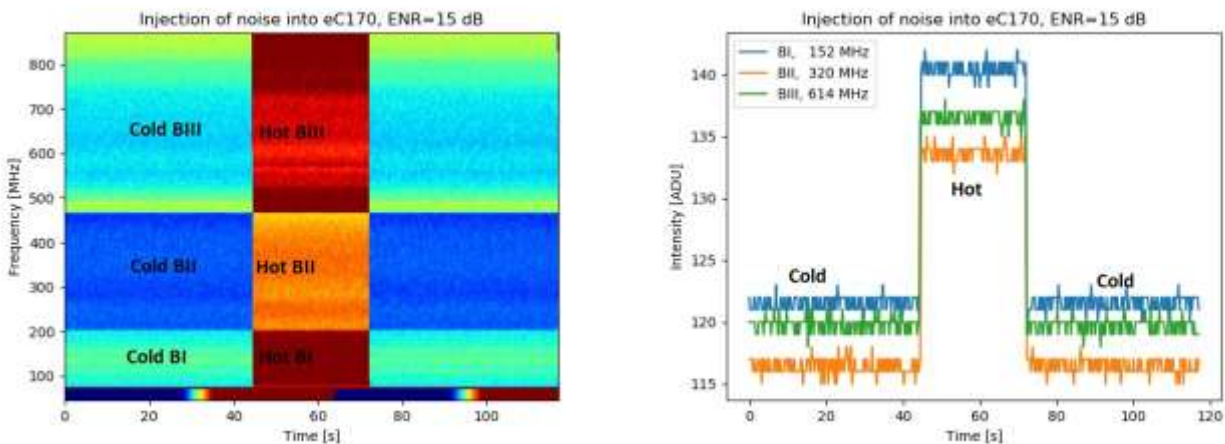 Injection of noise into eC170, ENR=15 dB
Frequency [MHz]
800
700
600
500
400
300
200
100
Cold BIII
Hot BIII
Cold BII
Hot BII
Cold BI
Hot BI
0 20 40 60 80 100
Time [s]
Injection of noise into eC170, ENR=15 dB
Intensity [ADU]
140
135
130
125
120
115
BI, 152 MHz
BII, 320 MHz
BIII, 614 MHz
Hot
Cold
Cold
0 20 40 60 80 100 120
Time [s]